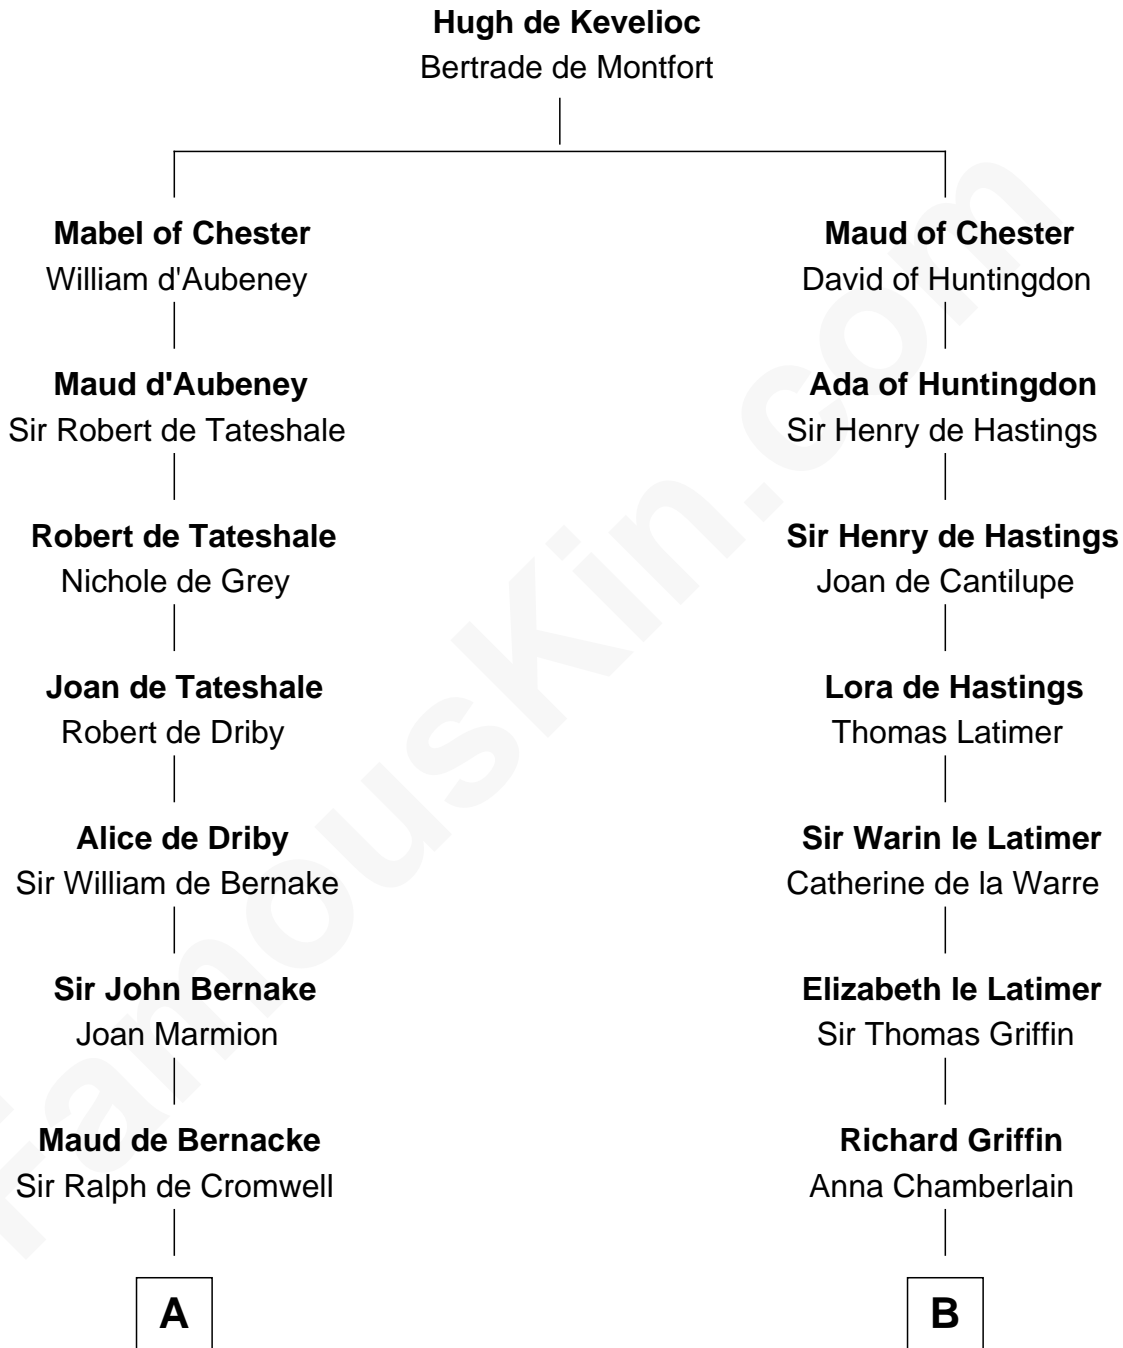 Hugh de Kevelioc
Bertrade de Montfort
Mabel of Chester
William d'Aubeney
Maud of Chester
David of Huntingdon
Maud d'Aubeney
Sir Robert de Tateshale
Ada of Huntingdon
Sir Henry de Hastings
Robert de Tateshale
Nichole de Grey
Sir Henry de Hastings
Joan de Cantilupe
Joan de Tateshale
Robert de Driby
Lora de Hastings
Thomas Latimer
Alice de Driby
Sir William de Bernake
Sir Warin le Latimer
Catherine de la Warre
Sir John Bernake
Joan Marmion
Elizabeth le Latimer
Sir Thomas Griffin
Maud de Bernacke
Sir Ralph de Cromwell
Richard Griffin
Anna Chamberlain
A
B
FamousKin.com